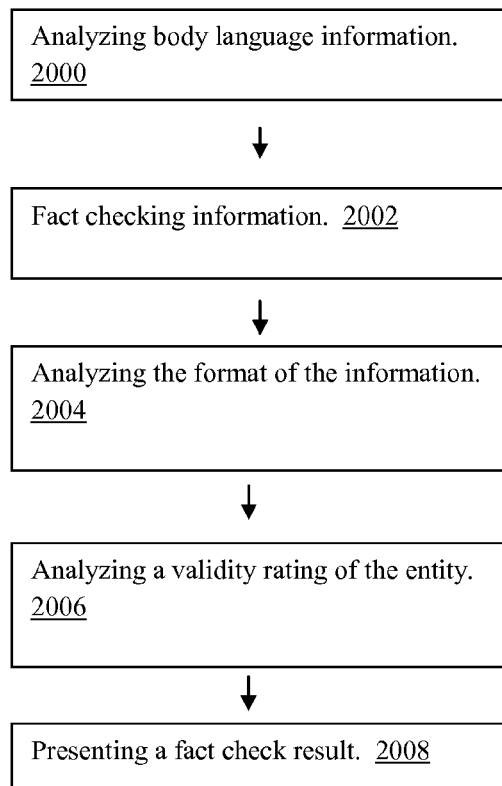 Analyzing body language information.
2000
Fact checking information. 2002
Analyzing the format of the information.
2004
Analyzing a validity rating of the entity.
2006
Presenting a fact check result. 2008